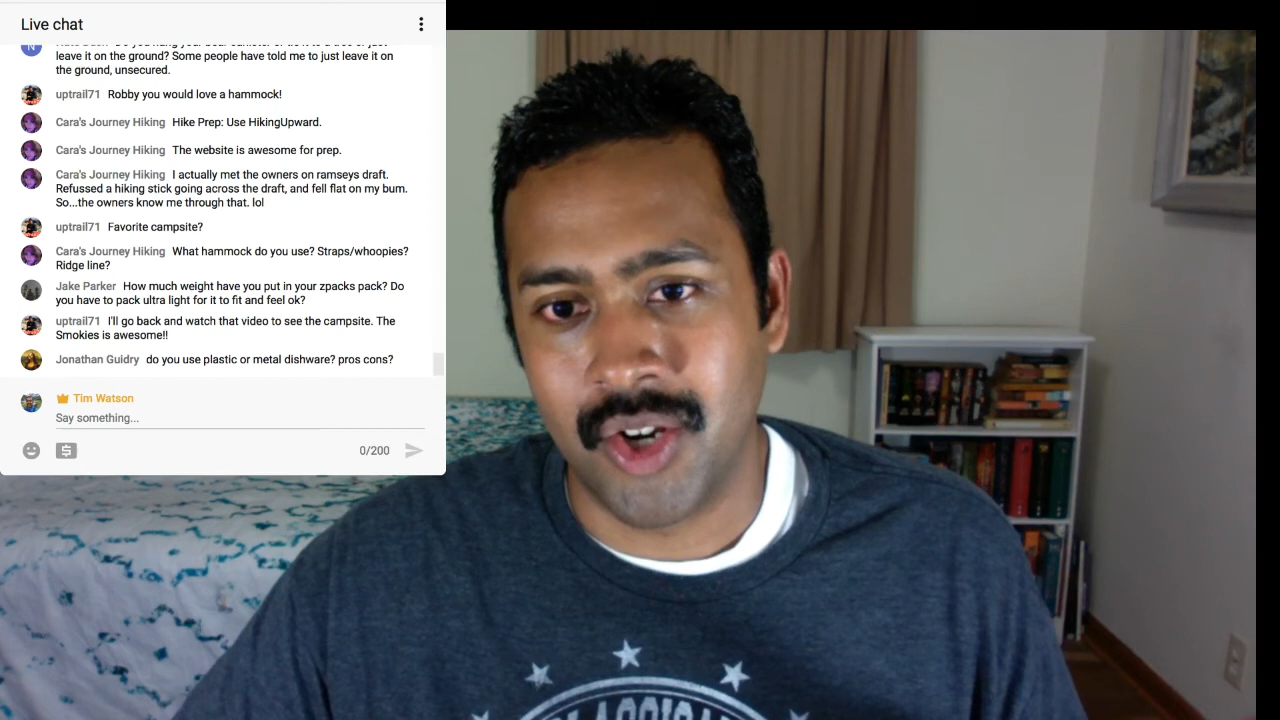 Live chat
leave it on the ground? Some people have told me to just leave it on
the ground, unsecured.
uptrail71 Robby you would love a hammock!
Cara's Journey Hiking Hike Prep: Use HikingUpward.
Cara's Journey Hiking The website is awesome for prep.
Cara's Journey Hiking I actually met the owners on ramseys draft.
Refussed a hiking stick going across the draft, and fell flat on my bum.
So...the owners know me through that. lol
uptrail71 Favorite campsite?
Cara's Journey Hiking What hammock do you use? Straps/whoopies?
Ridge line?
Jake Parker How much weight have you put in your zpacks pack? Do
you have to pack ultra light for it to fit and feel ok?
uptrail71 I'll go back and watch that video to see the campsite. The
Smokies is awesome!!
Jonathan Guidry do you use plastic or metal dishware? pros cons?
Tim Watson
Say something...
0/200